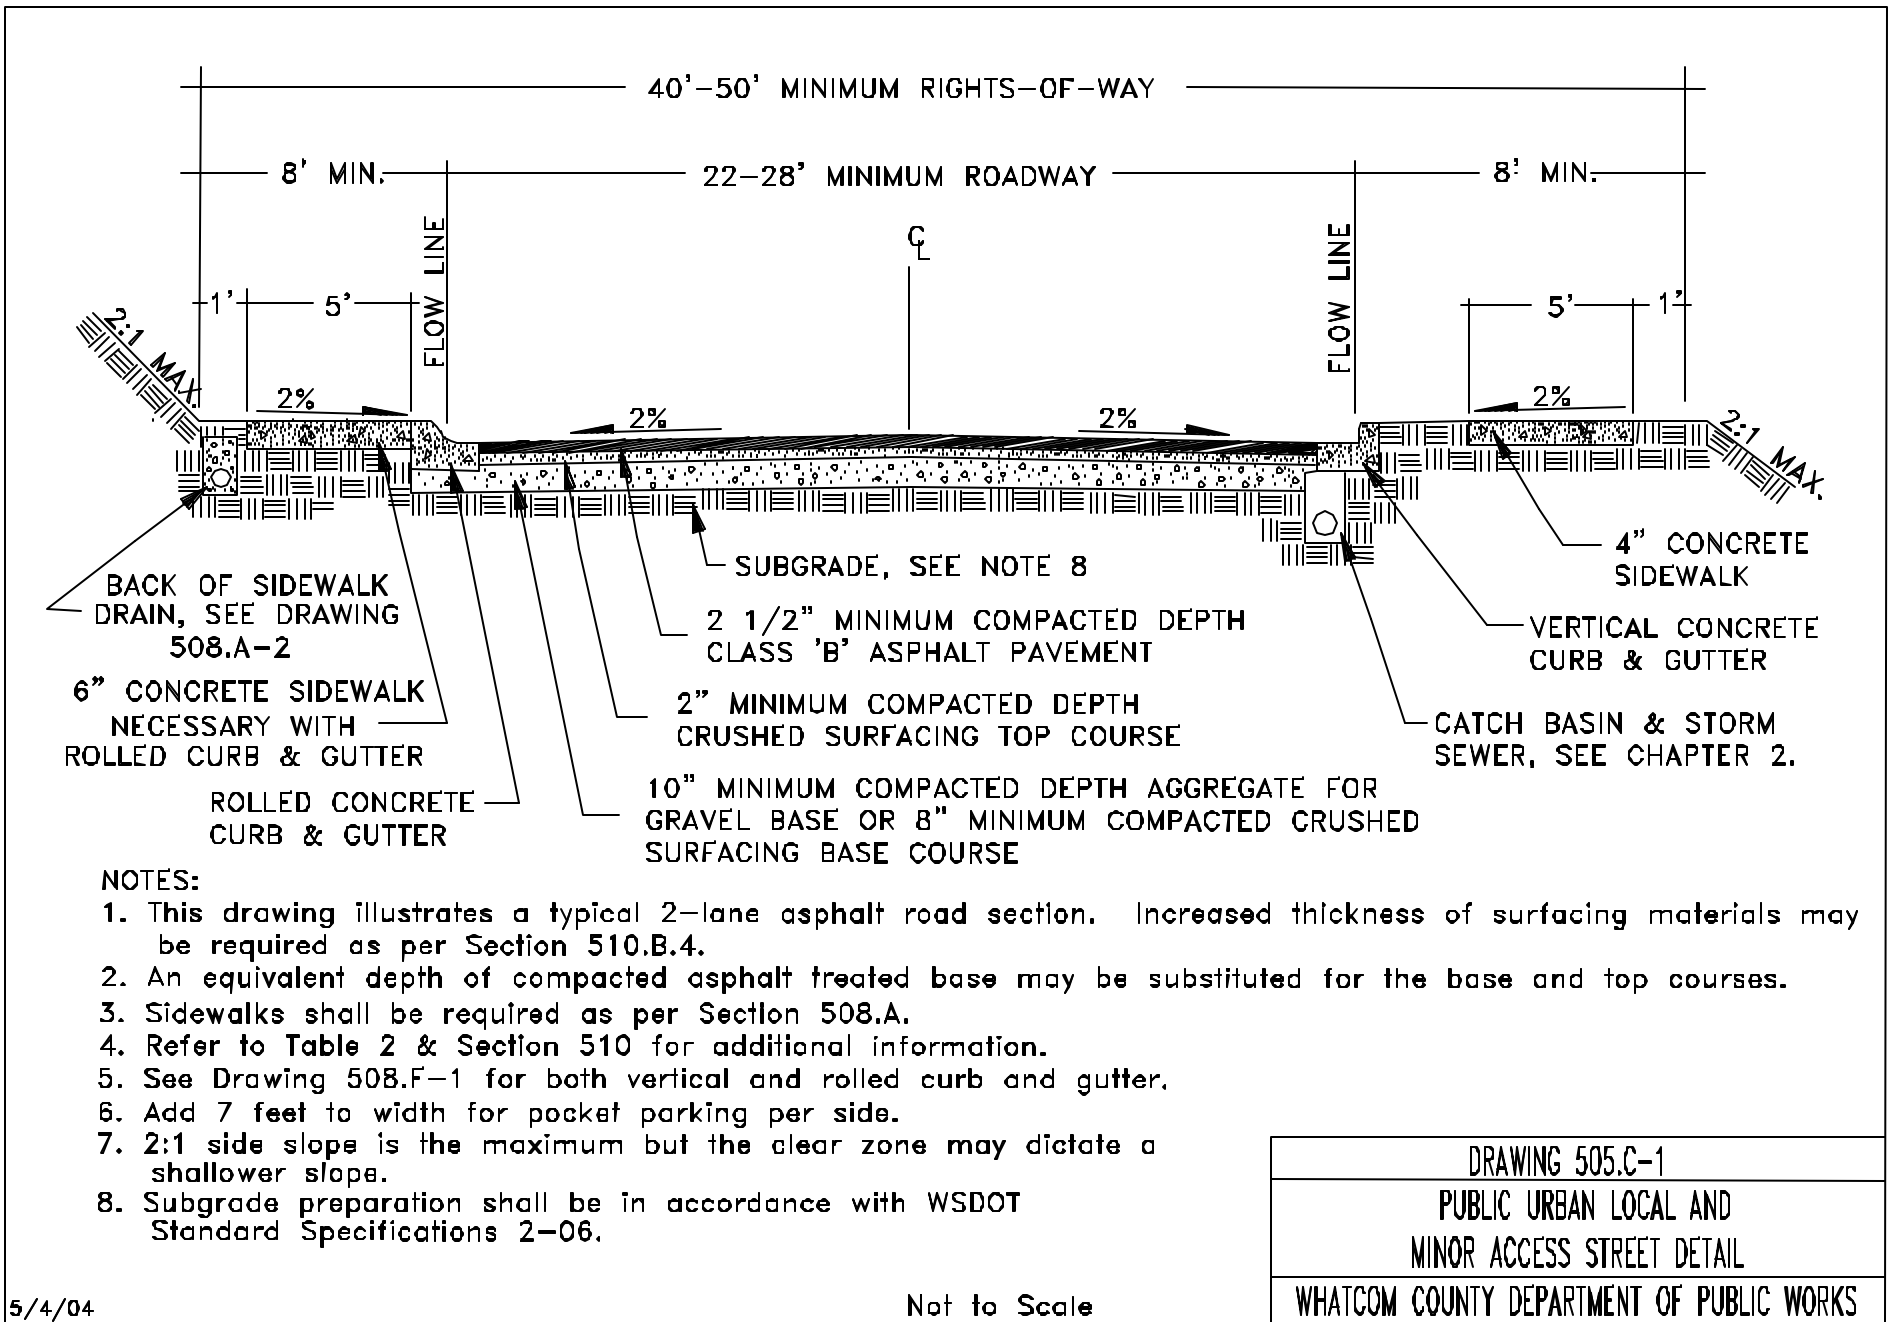 40'-50' MINIMUM RIGHTS-OF-WAY
8' MIN.
22-28' MINIMUM ROADWAY
8' MIN.
FLOW LINE
CL
FLOW LINE
1'
5'
5'
1'
2:1 MAX.
2%
2%
2%
2%
2:1 MAX.
BACK OF SIDEWALK
DRAIN, SEE DRAWING
508.A-2
6" CONCRETE SIDEWALK
NECESSARY WITH
ROLLED CURB & GUTTER
ROLLED CONCRETE
CURB & GUTTER
SUBGRADE, SEE NOTE 8
2 1/2" MINIMUM COMPACTED DEPTH
CLASS 'B' ASPHALT PAVEMENT
2" MINIMUM COMPACTED DEPTH
CRUSHED SURFACING TOP COURSE
10" MINIMUM COMPACTED DEPTH AGGREGATE FOR
GRAVEL BASE OR 8" MINIMUM COMPACTED CRUSHED
SURFACING BASE COURSE
4" CONCRETE
SIDEWALK
VERTICAL CONCRETE
CURB & GUTTER
CATCH BASIN & STORM
SEWER, SEE CHAPTER 2.
NOTES:
1. This drawing illustrates a typical 2-lane asphalt road section. Increased thickness of surfacing materials may
be required as per Section 510.B.4.
2. An equivalent depth of compacted asphalt treated base may be substituted for the base and top courses.
3. Sidewalks shall be required as per Section 508.A.
4. Refer to Table 2 & Section 510 for additional information.
5. See Drawing 508.F-1 for both vertical and rolled curb and gutter.
6. Add 7 feet to width for pocket parking per side.
7. 2:1 side slope is the maximum but the clear zone may dictate a
shallower slope.
8. Subgrade preparation shall be in accordance with WSDOT
Standard Specifications 2-06.
DRAWING 505.C-1
PUBLIC URBAN LOCAL AND
MINOR ACCESS STREET DETAIL
WHATCOM COUNTY DEPARTMENT OF PUBLIC WORKS
5/4/04
Not to Scale